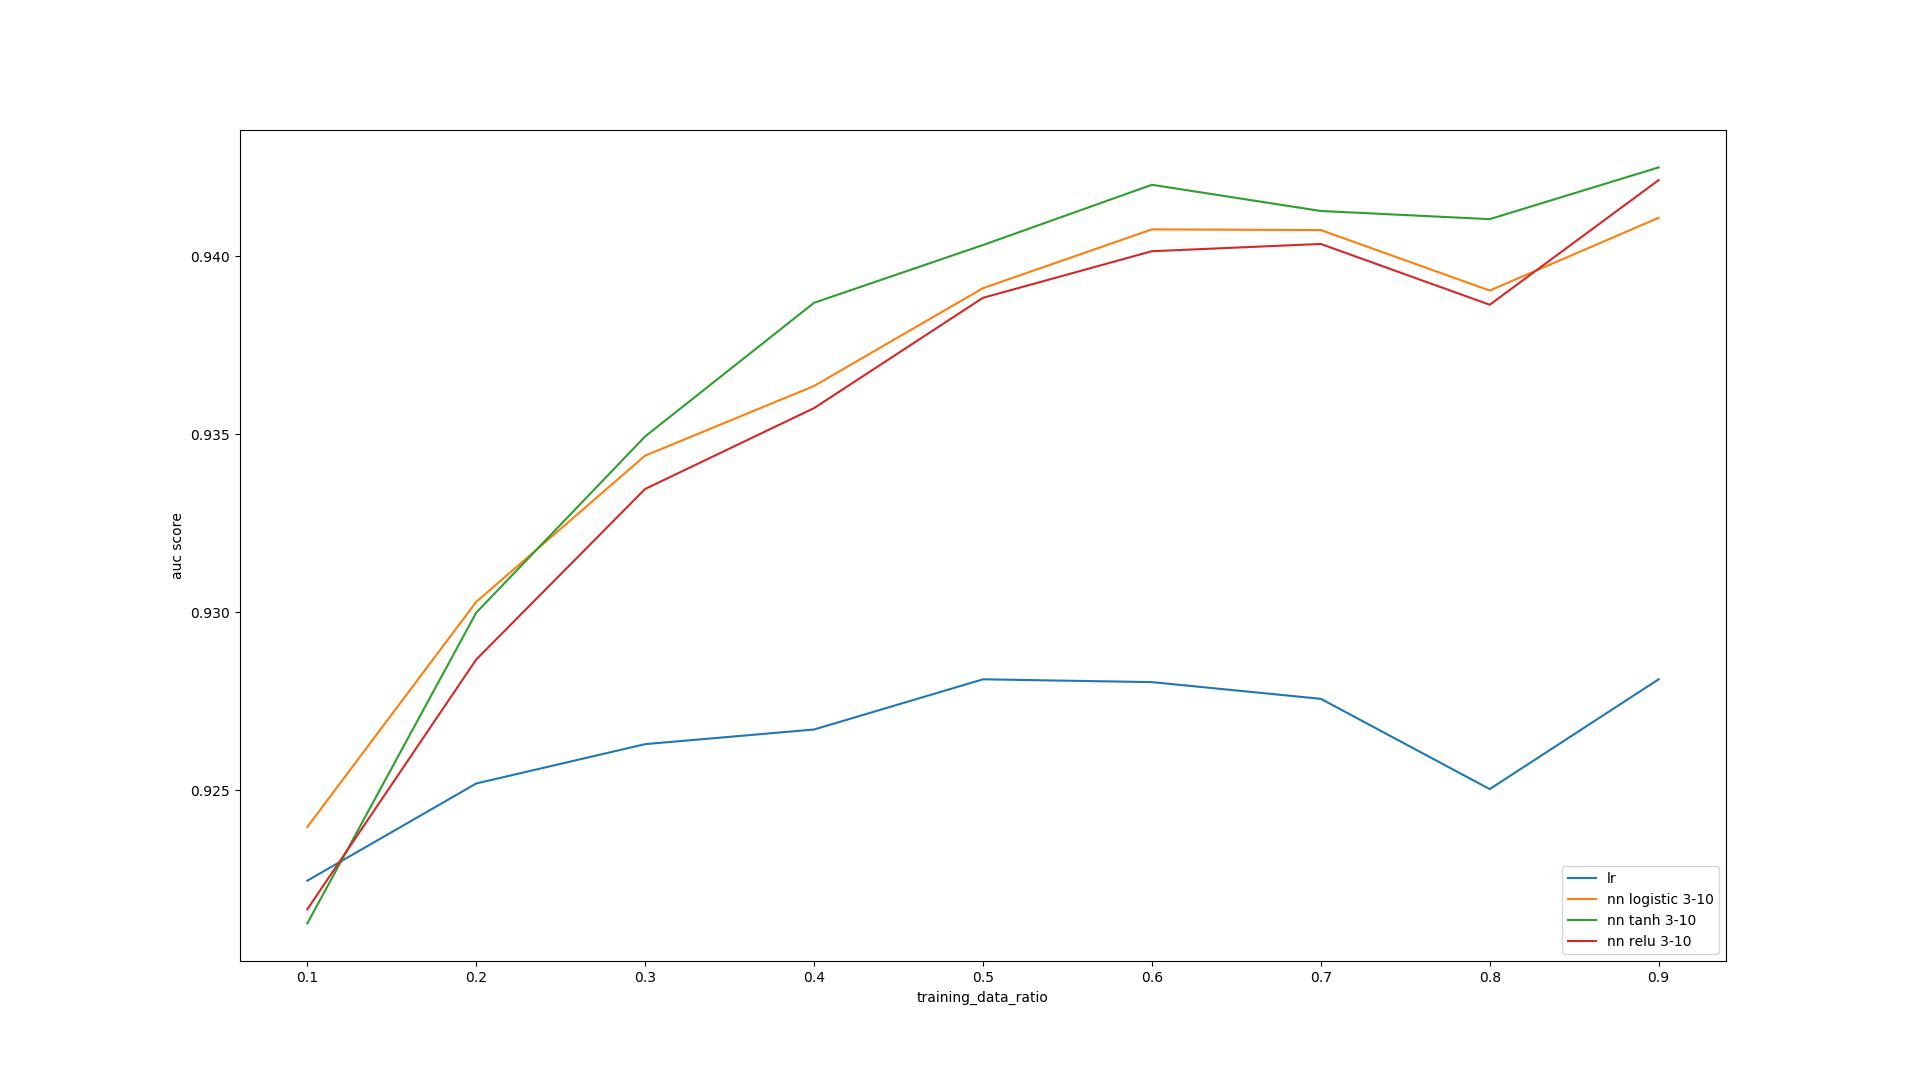 0.940
0.935
0.930
0.925
auc score
0.1 0.2 0.3 0.4 0.5 0.6 0.7 0.8 0.9
training_data_ratio
lr
nn logistic 3-10
nn tanh 3-10
nn relu 3-10